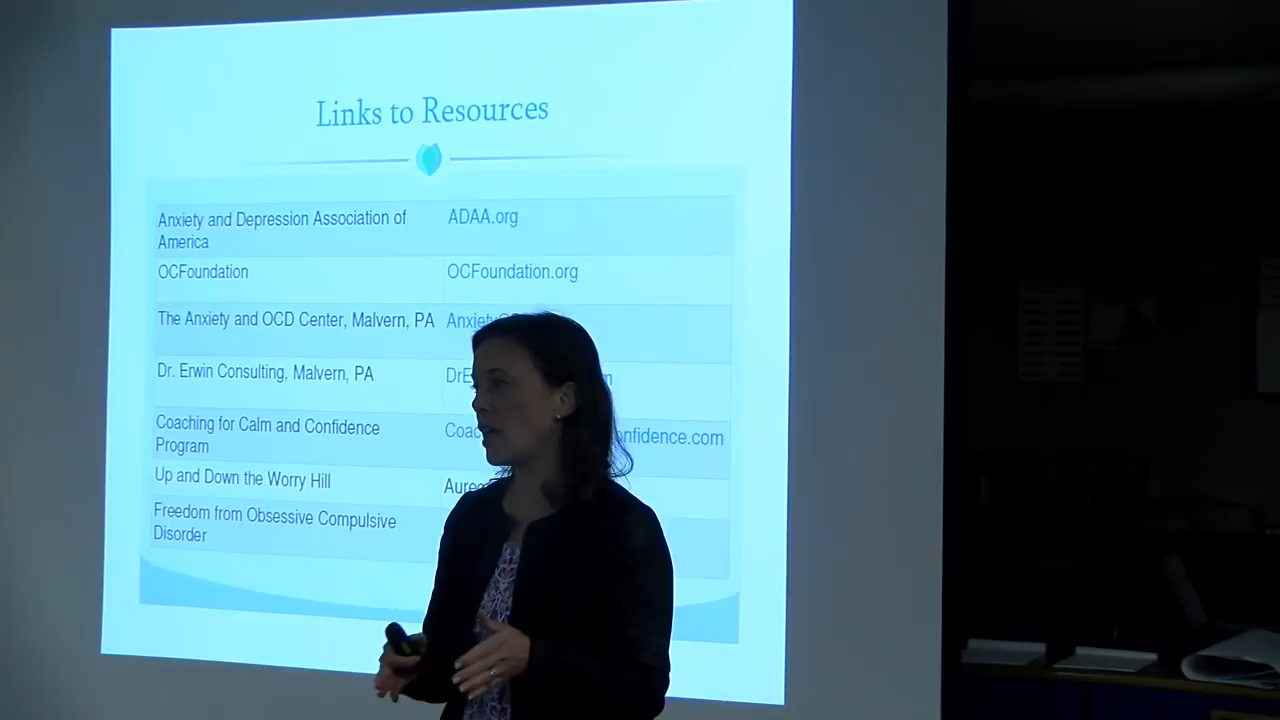 Links to Resources
Anxiety and Depression Association of
America
ADAA.org
OCFoundation
OCFoundation.org
The Anxiety and OCD Center, Malvern, PA
Dr. Erwin Consulting, Malvern, PA
Coaching for Calm and Confidence
Program
Up and Down the Worry Hill
Freedom from Obsessive Compulsive
Disorder